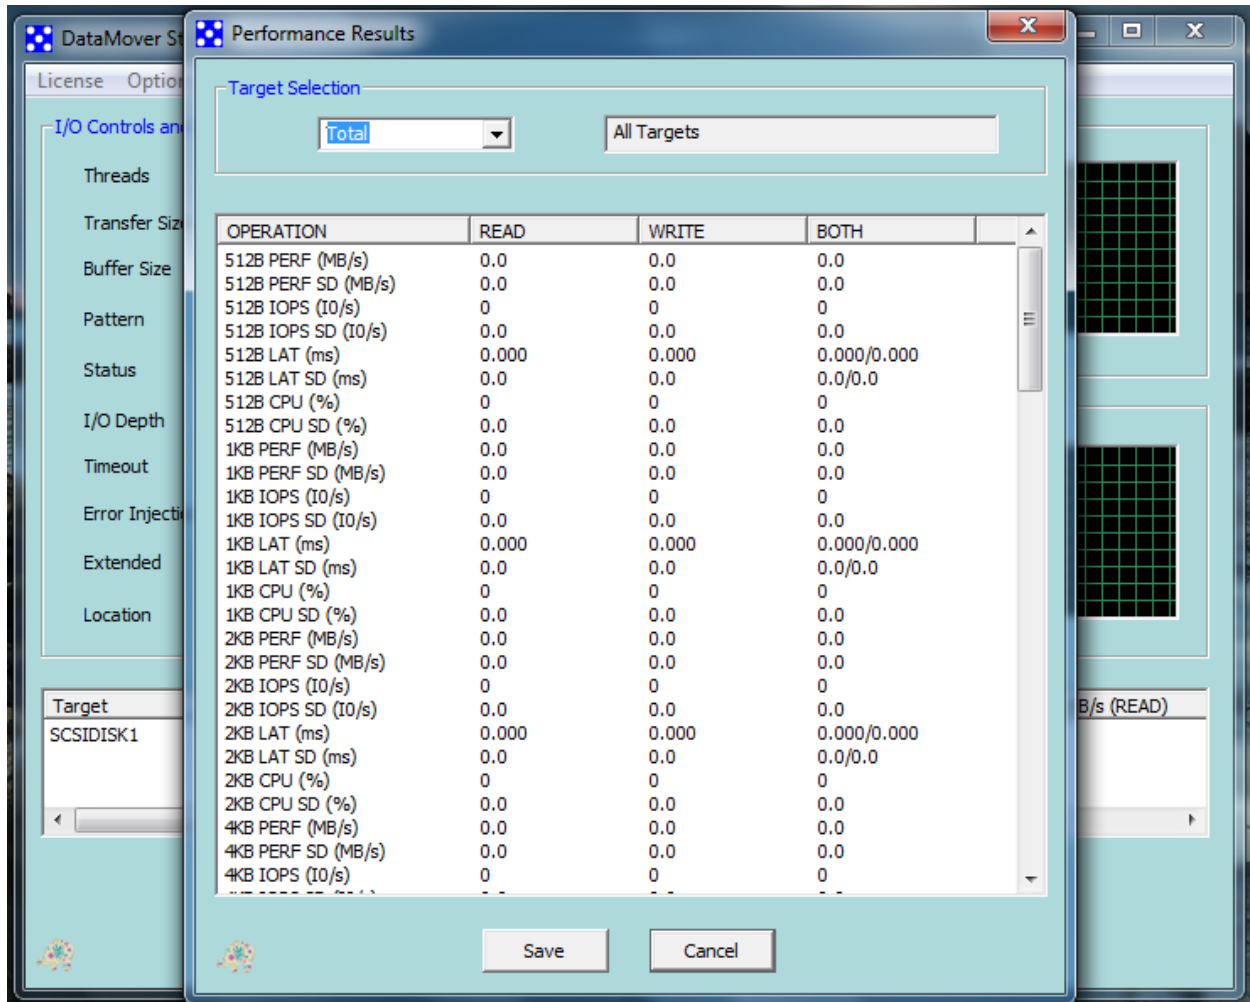 DataMover St
Performance Results
License Option
Target Selection
Total
All Targets
I/O Controls an
Threads
Transfer Size
Buffer Size
Pattern
Status
I/O Depth
Timeout
Error Injecti
Extended
Location
OPERATION READ WRITE BOTH
512B PERF (MB/s) 0.0 0.0 0.0
512B PERF SD (MB/s) 0.0 0.0 0.0
512B IOPS (I0/s) 0 0 0
512B IOPS SD (I0/s) 0.0 0.0 0.0
512B LAT (ms) 0.000 0.000 0.000/0.000
512B LAT SD (ms) 0.0 0.0 0.0/0.0
512B CPU (%) 0 0 0
512B CPU SD (%) 0.0 0.0 0.0
1KB PERF (MB/s) 0.0 0.0 0.0
1KB PERF SD (MB/s) 0.0 0.0 0.0
1KB IOPS (I0/s) 0 0 0
1KB IOPS SD (I0/s) 0.0 0.0 0.0
1KB LAT (ms) 0.000 0.000 0.000/0.000
1KB LAT SD (ms) 0.0 0.0 0.0/0.0
1KB CPU (%) 0 0 0
1KB CPU SD (%) 0.0 0.0 0.0
2KB PERF (MB/s) 0.0 0.0 0.0
2KB PERF SD (MB/s) 0.0 0.0 0.0
2KB IOPS (I0/s) 0 0 0
2KB IOPS SD (I0/s) 0.0 0.0 0.0
2KB LAT (ms) 0.000 0.000 0.000/0.000
2KB LAT SD (ms) 0.0 0.0 0.0/0.0
2KB CPU (%) 0 0 0
2KB CPU SD (%) 0.0 0.0 0.0
4KB PERF (MB/s) 0.0 0.0 0.0
4KB PERF SD (MB/s) 0.0 0.0 0.0
4KB IOPS (I0/s) 0 0 0
Target
B/s (READ)
SCSIDISK1
Save
Cancel